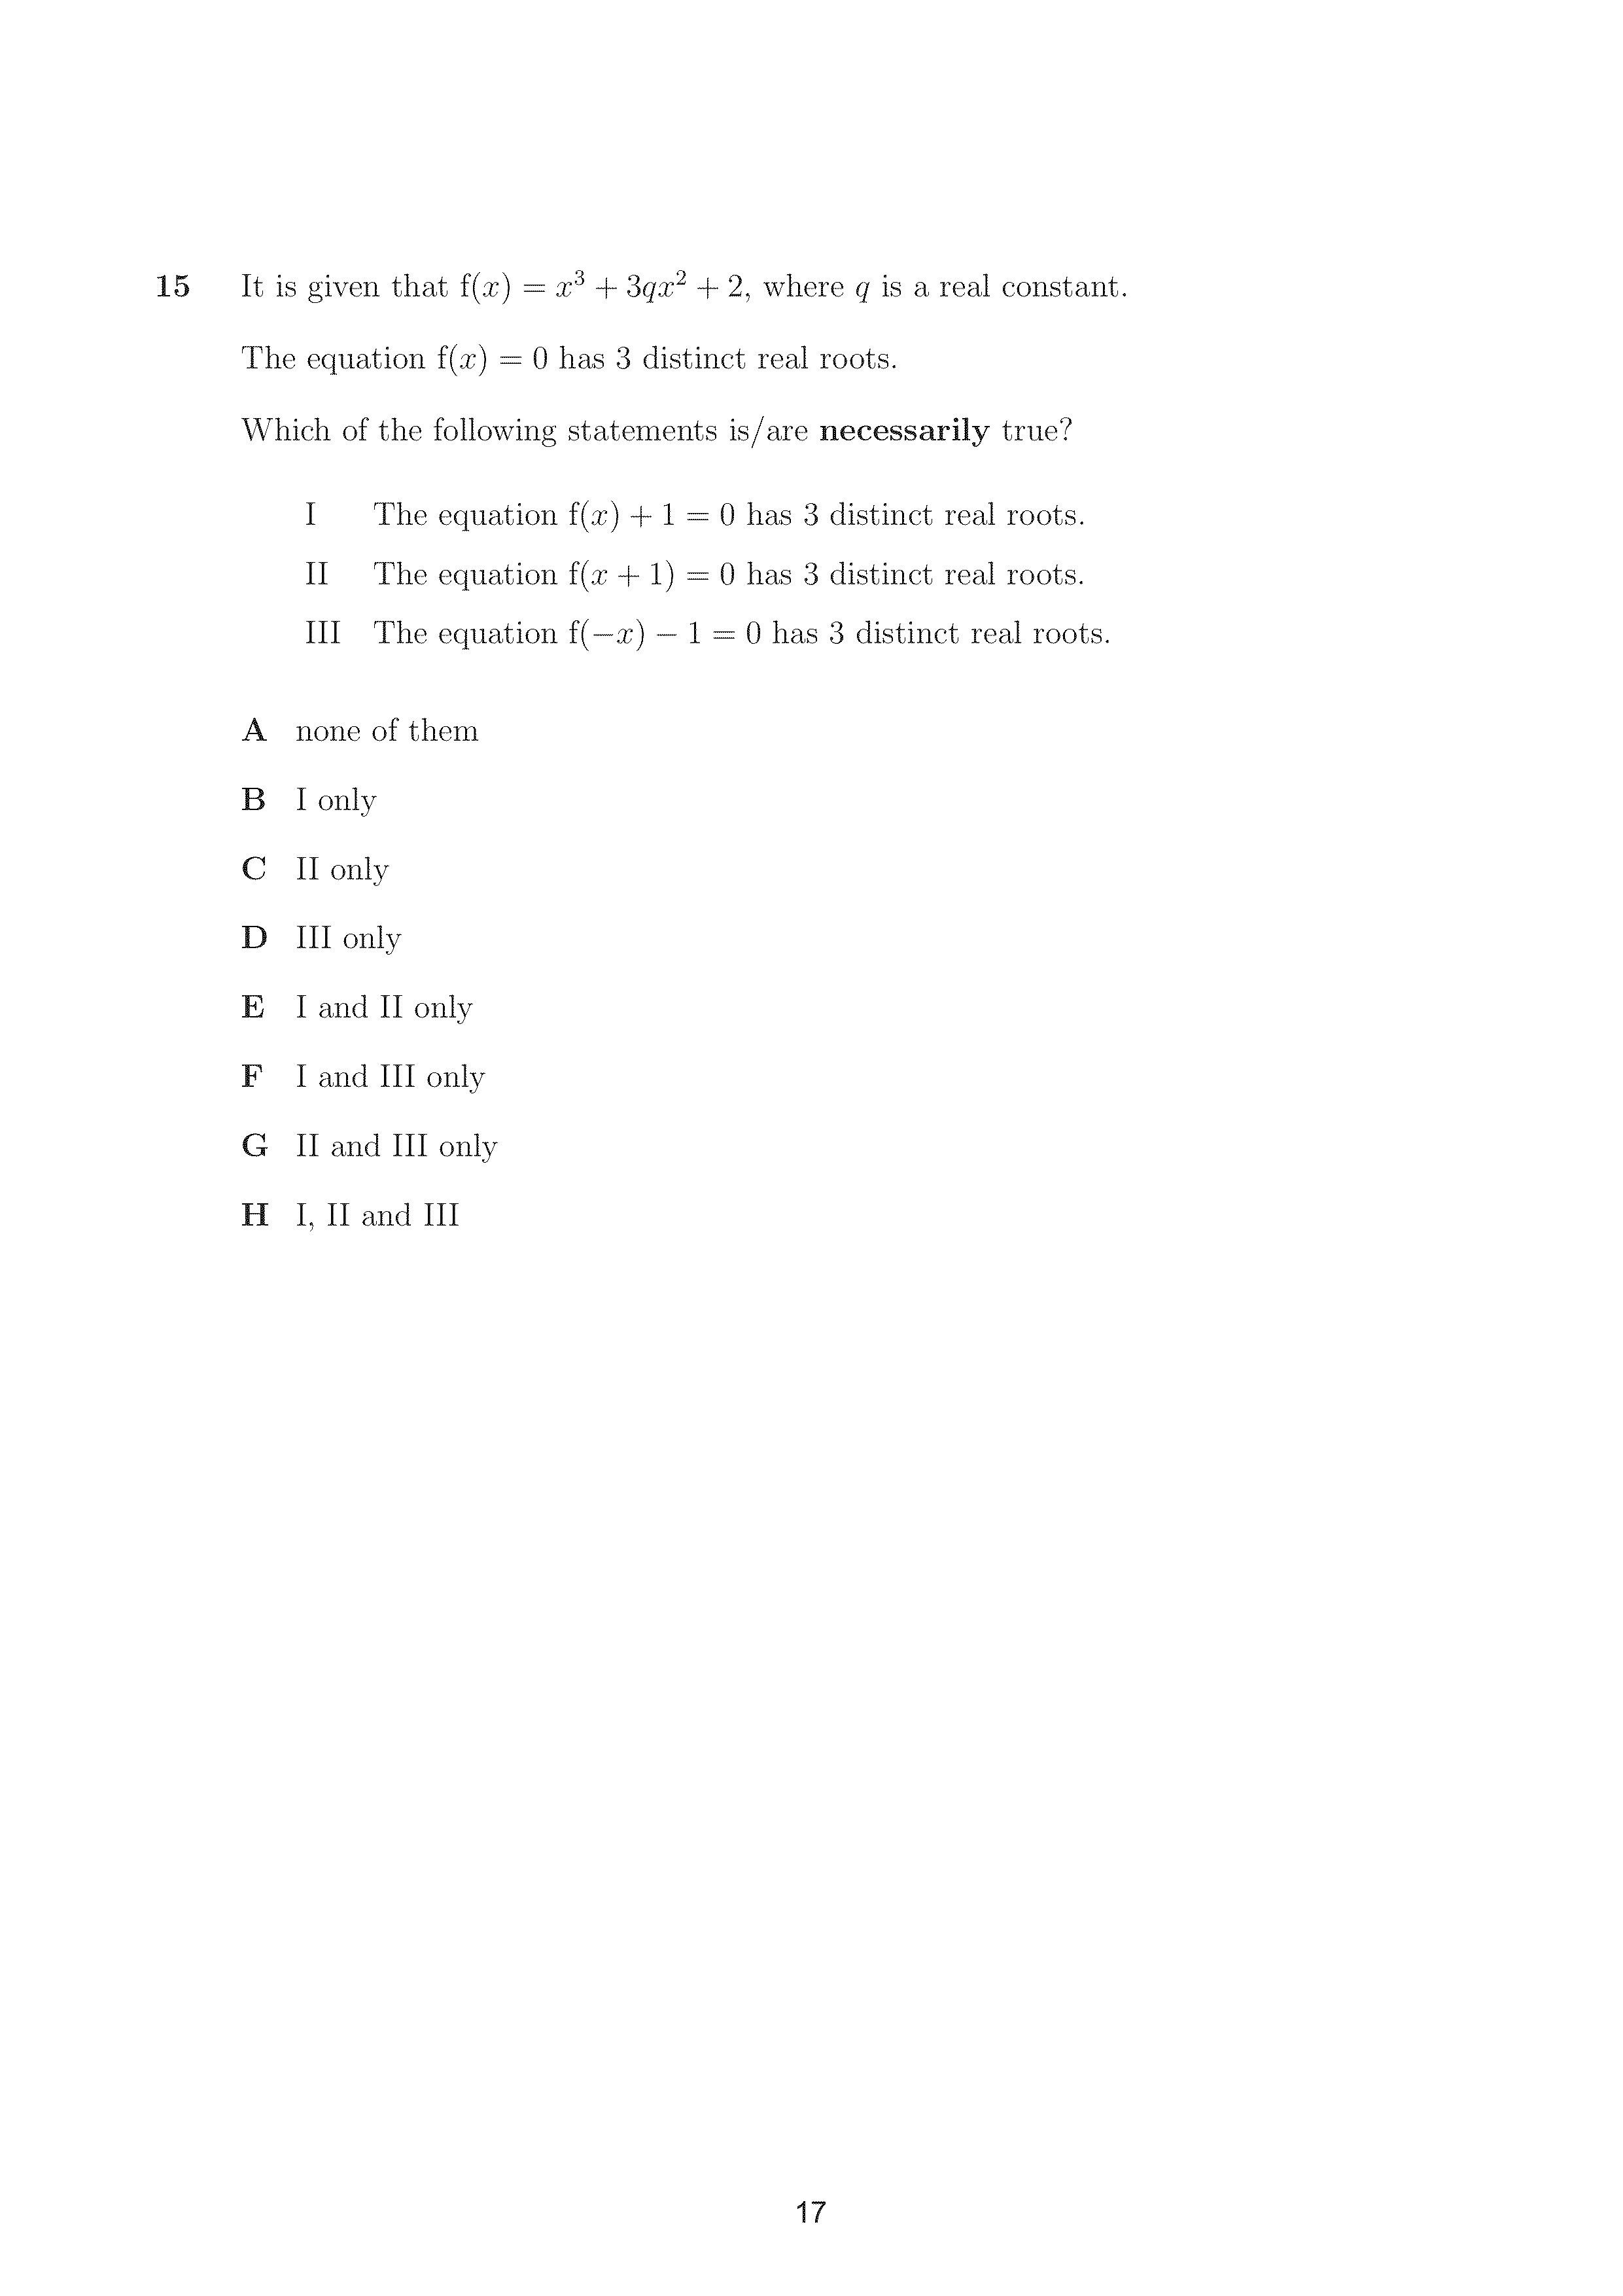 15 It is given that f(x) = x³ + 3qx² + 2, where q is a real constant.
The equation f(x) = 0 has 3 distinct real roots.
Which of the following statements is/are necessarily true?
I The equation f(x) + 1 = 0 has 3 distinct real roots.
II The equation f(x + 1) = 0 has 3 distinct real roots.
III The equation f(−x) − 1 = 0 has 3 distinct real roots.
A none of them
B I only
C II only
D III only
E I and II only
F I and III only
G II and III only
H I, II and III
17